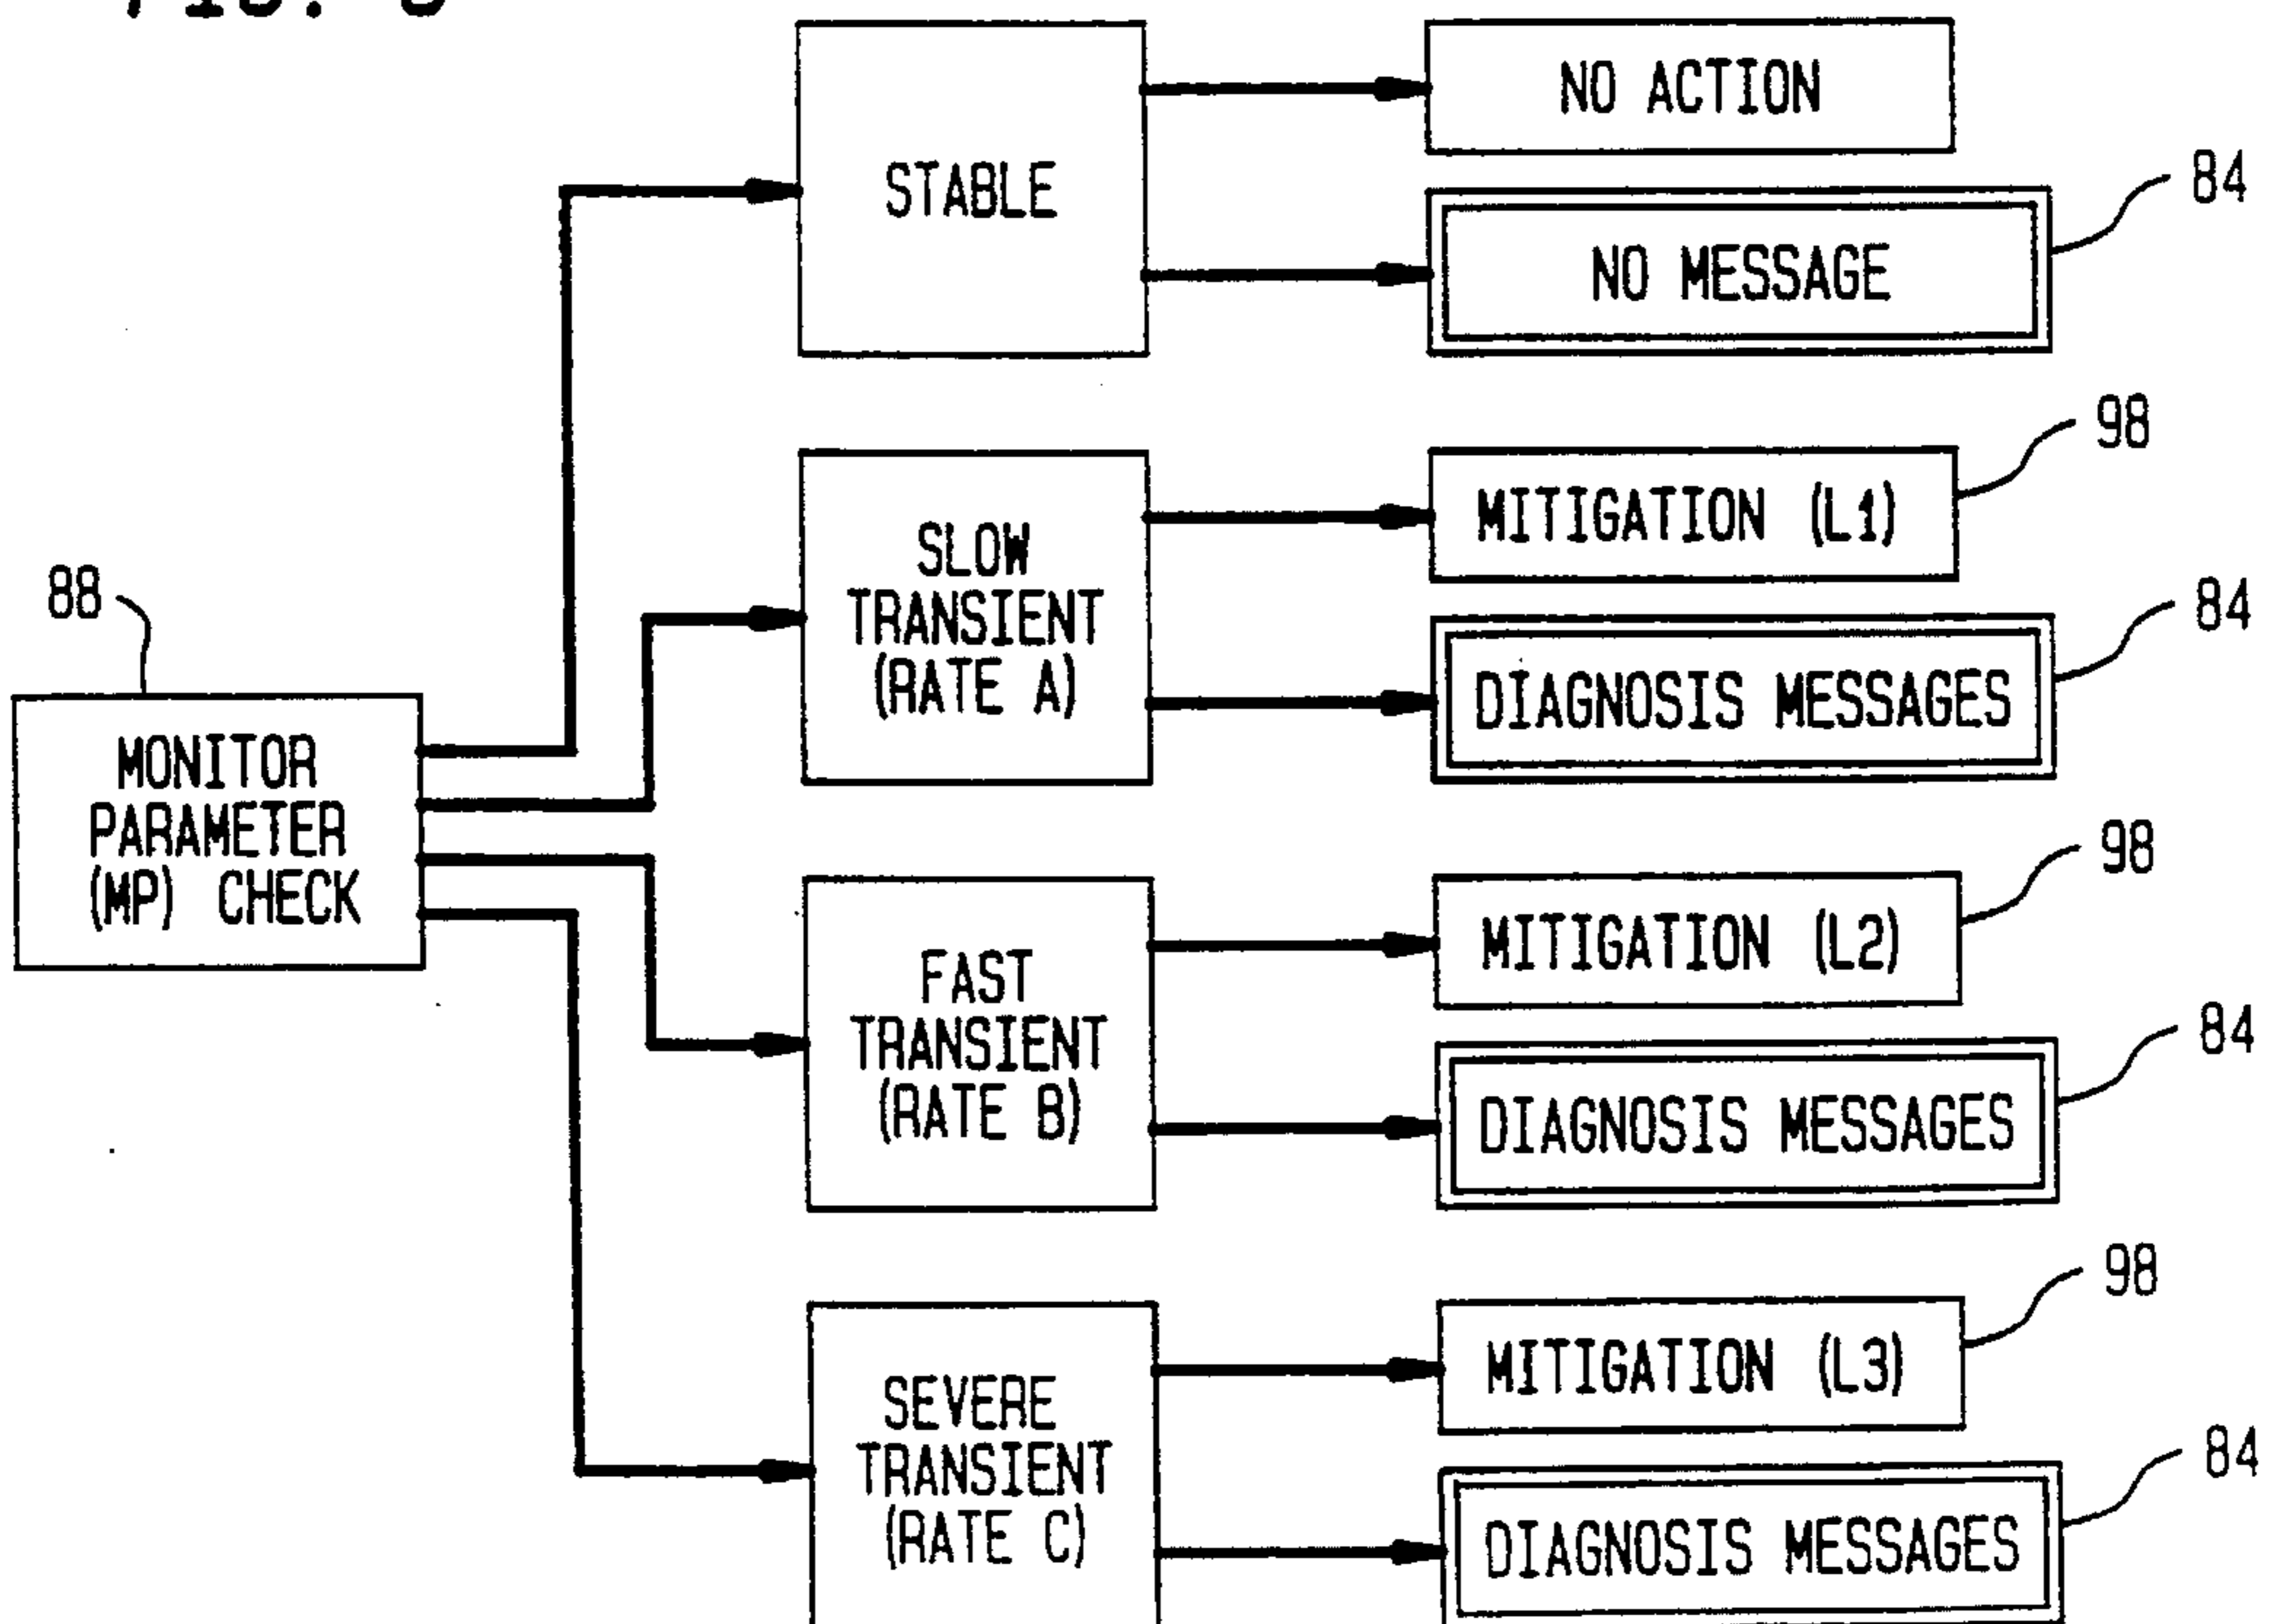 STABLE
NO ACTION
84
NO MESSAGE
98
SLOW
TRANSIENT
(RATE A)
MITIGATION (L1)
84
DIAGNOSIS MESSAGES
88
MONITOR
PARAMETER
(MP) CHECK
98
FAST
TRANSIENT
(RATE B)
MITIGATION (L2)
84
DIAGNOSIS MESSAGES
98
SEVERE
TRANSIENT
(RATE C)
MITIGATION (L3)
84
DIAGNOSIS MESSAGES